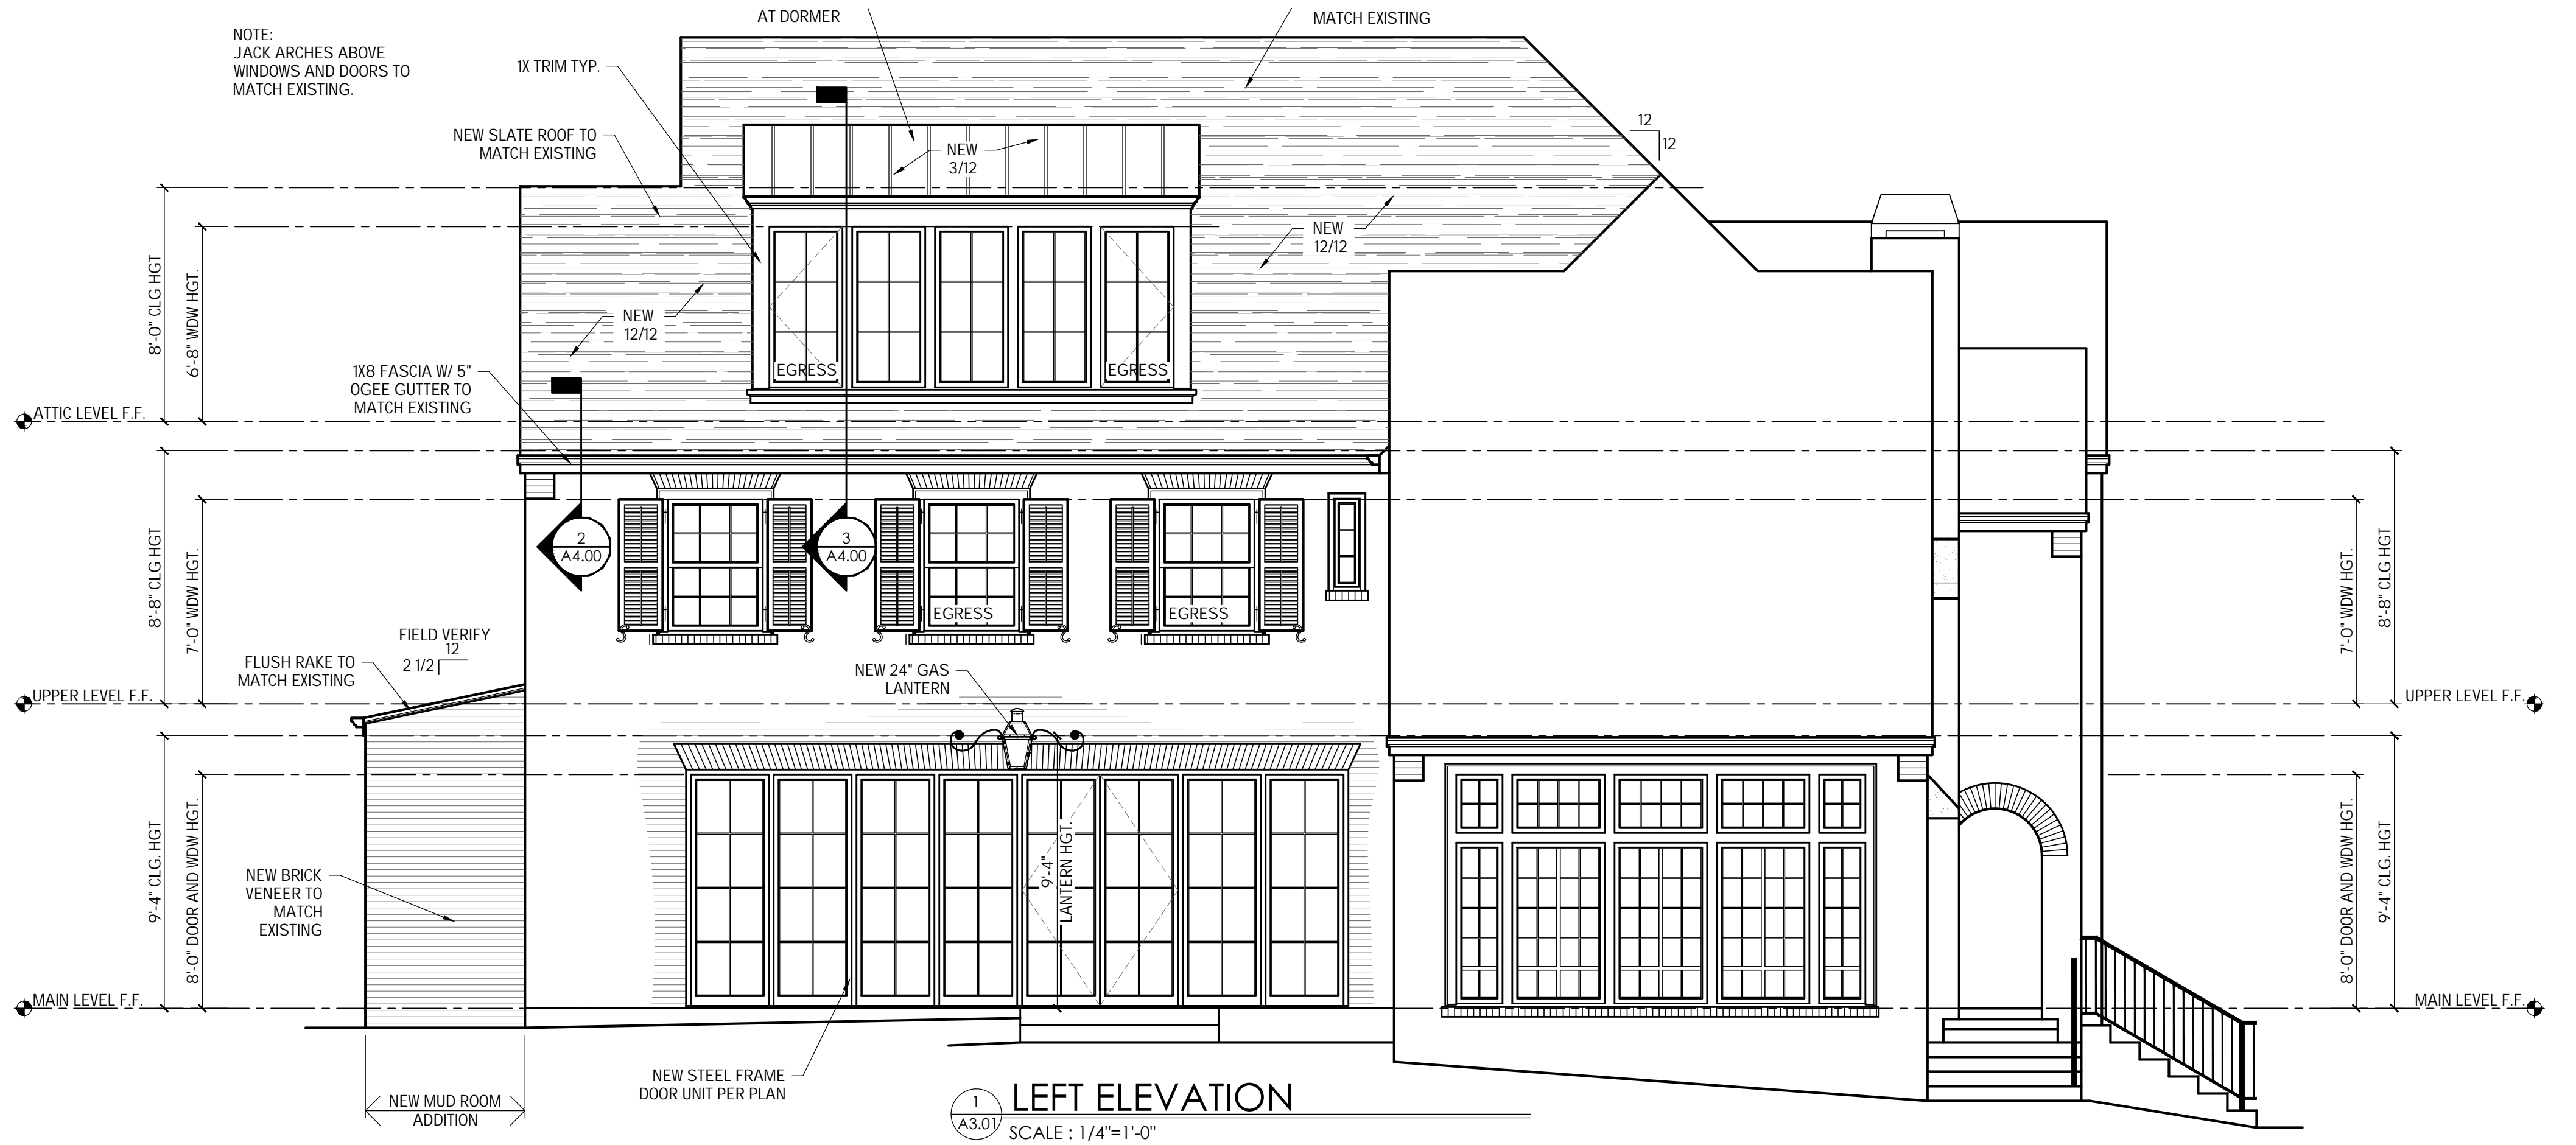 AT DORMER
MATCH EXISTING
NOTE:
JACK ARCHES ABOVE
WINDOWS AND DOORS TO
MATCH EXISTING.
1X TRIM TYP.
NEW SLATE ROOF TO
MATCH EXISTING
NEW
3/12
12
12
NEW
12/12
NEW
12/12
8'-0" CLG HGT
6'-8" WDW HGT.
EGRESS
EGRESS
1X8 FASCIA W/ 5"
OGEE GUTTER TO
MATCH EXISTING
ATTIC LEVEL F.F.
2
A4.00
3
A4.00
8'-8" CLG HGT
7'-0" WDW HGT.
7'-0" WDW HGT.
8'-8" CLG HGT
EGRESS
EGRESS
FIELD VERIFY
12
2 1/2
FLUSH RAKE TO
MATCH EXISTING
NEW 24" GAS
LANTERN
UPPER LEVEL F.F.
UPPER LEVEL F.F.
9'-4" CLG. HGT
8'-0" DOOR AND WDW HGT.
9'-4"
LANTERN HGT.
8'-0" DOOR AND WDW HGT.
9'-4" CLG. HGT
NEW BRICK
VENEER TO
MATCH
EXISTING
MAIN LEVEL F.F.
MAIN LEVEL F.F.
NEW STEEL FRAME
DOOR UNIT PER PLAN
NEW MUD ROOM
ADDITION
1
A3.01
LEFT ELEVATION
SCALE : 1/4"=1'-0"